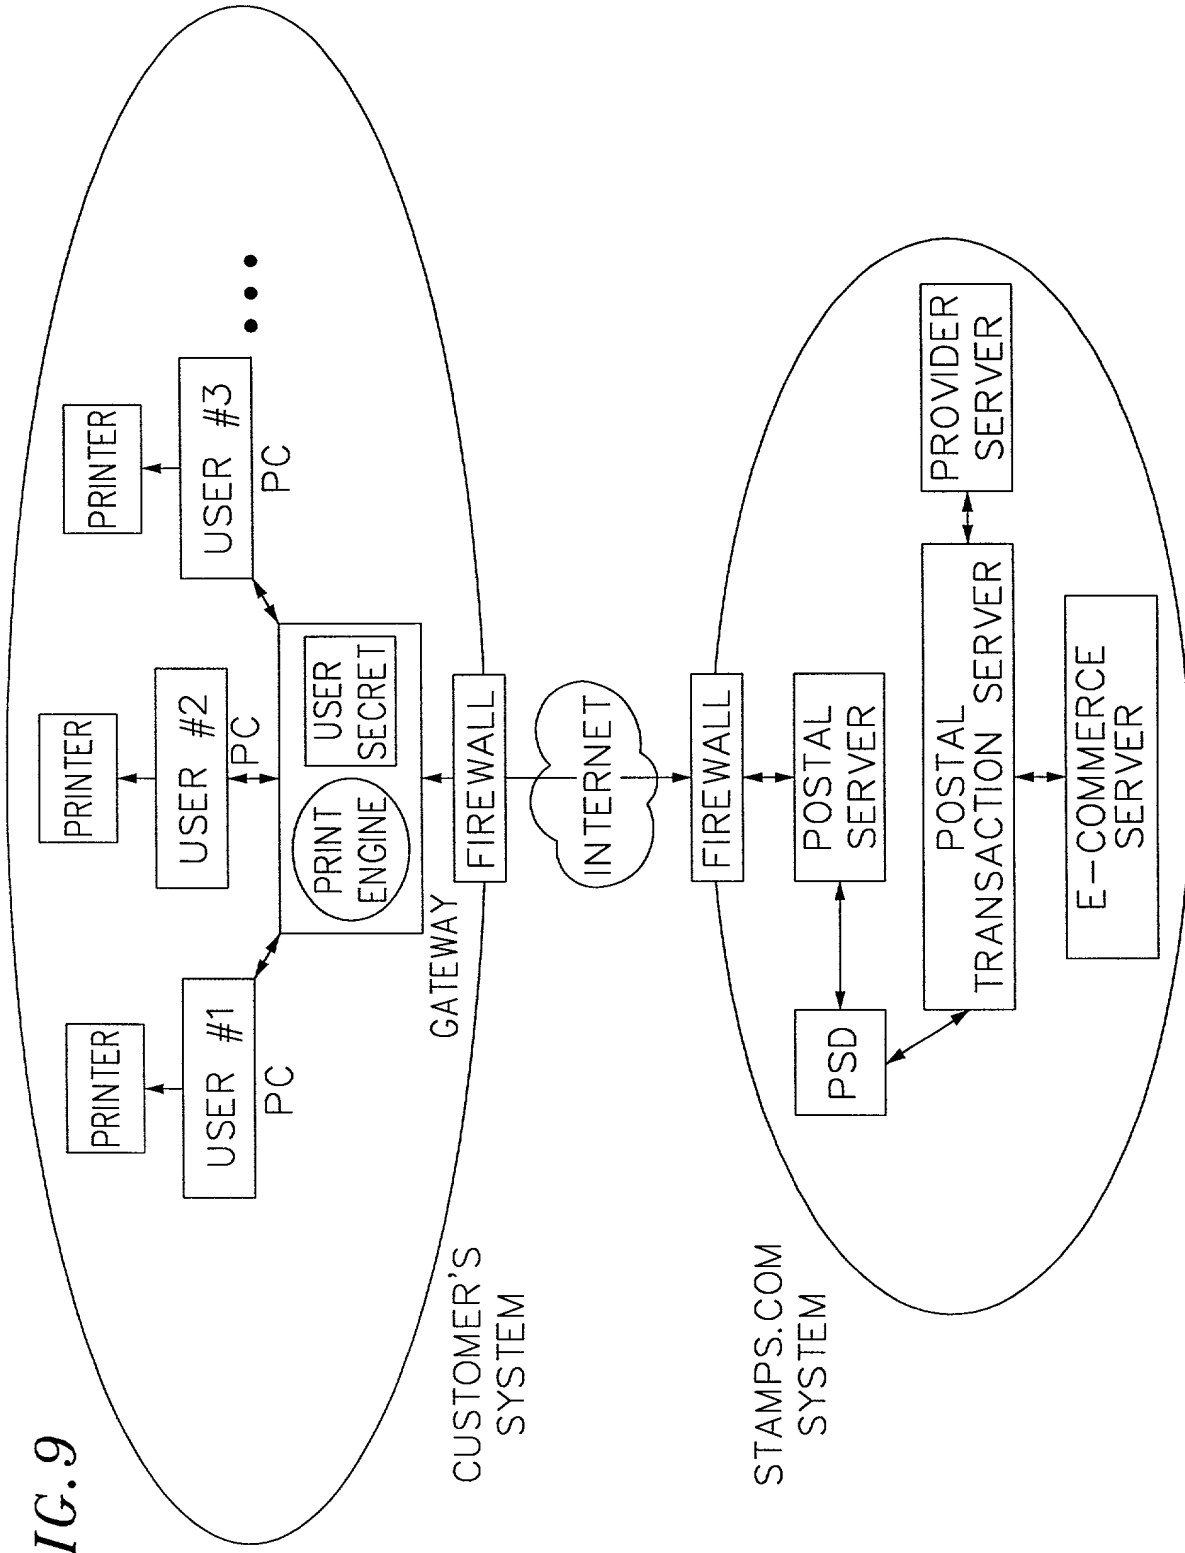 IG.9
PRINTER
PRINTER
PRINTER
USER #1
PC
USER #2
PC
USER #3
PC
PRINT
ENGINE
USER
SECRET
GATEWAY
FIREWALL
CUSTOMER'S
SYSTEM
INTERNET
FIREWALL
STAMPS.COM
SYSTEM
PSD
POSTAL
SERVER
POSTAL
TRANSACTION SERVER
PROVIDER
SERVER
E-COMMERCE
SERVER